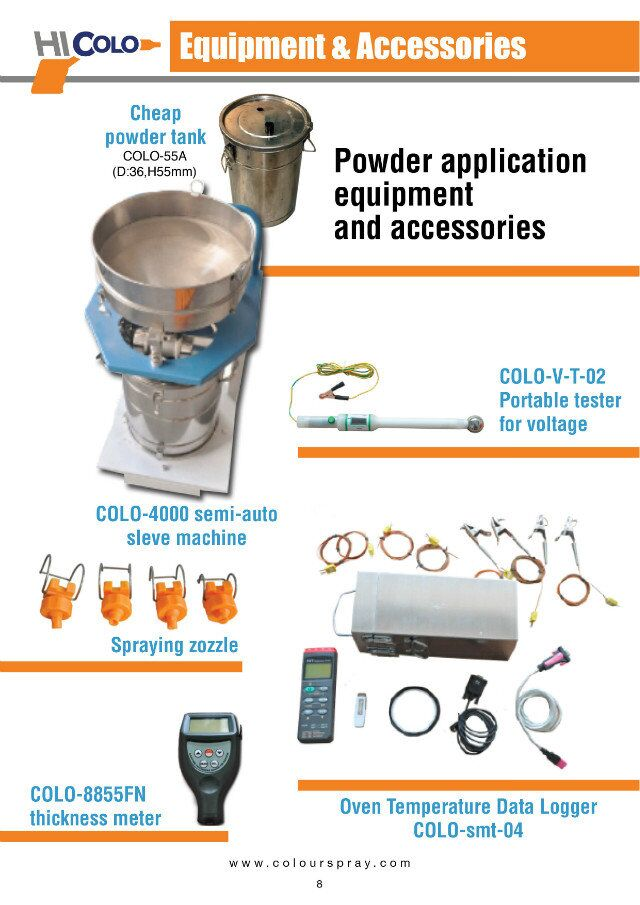 HICOLO
Equipment & Accessories
Cheap
powder tank
COLO-55A
(D:36,H55mm)
Powder application
equipment
and accessories
COLO-V-T-02
Portable tester
for voltage
COLO-4000 semi-auto
sleve machine
Spraying zozzle
COLO-8855FN
thickness meter
Oven Temperature Data Logger
COLO-smt-04
www.colourspray.com
8